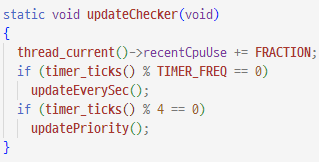 static void updateChecker(void)
{
  thread_current()->recentCpuUse += FRACTION;
  if (timer_ticks() % TIMER_FREQ == 0)
    updateEverySec();
  if (timer_ticks() % 4 == 0)
    updatePriority();
}